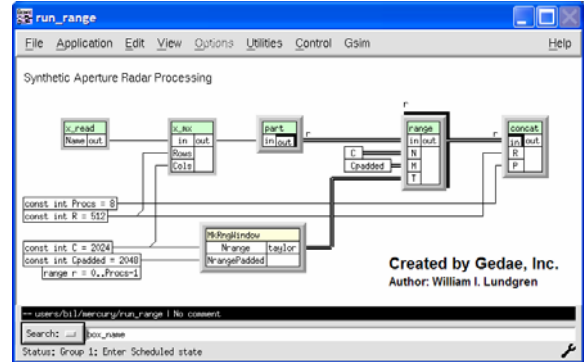 run_range
File Application Edit View Options Utilities Control Gsim Help
Synthetic Aperture Radar Processing
x_read
Name out
x_mx
in out
Rows
Cols
part
in out
r
r
range
in out
N
M
T
C
Cpadded
r
concat
in out
R
P
const int Procs = 8
const int R = 512
const int C = 2024
const int Cpadded = 2048
range r = 0..Procs-1
MkRngWindow
Nrange taylor
NrangePadded
Created by Gedae, Inc.
Author: William I. Lundgren
-- users/bil/mercury/run_range | No comment
Search: box_name
Status: Group 1: Enter Scheduled state